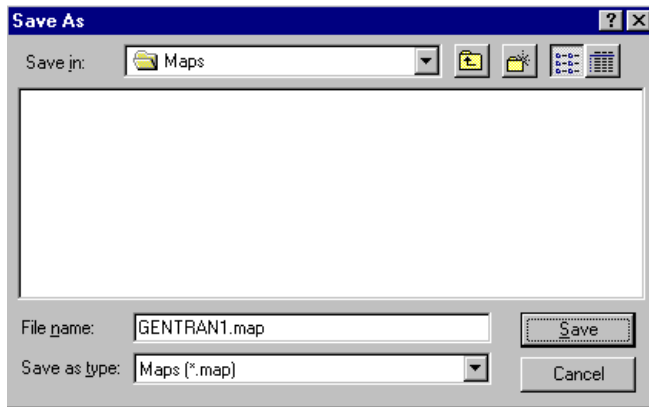 Save As
Save in: Maps
File name: GENTRAN1.map
Save
Save as type: Maps (*.map)
Cancel